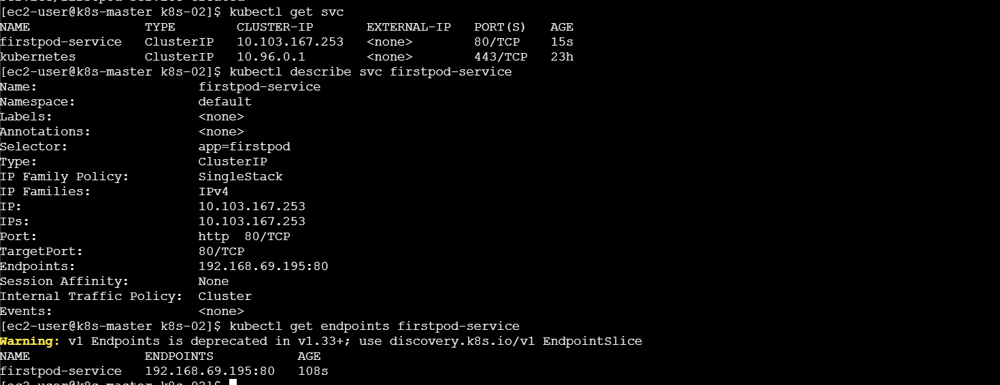 [ec2-user@k8s-master k8s-02]$ kubectl get svc
NAME                TYPE        CLUSTER-IP       EXTERNAL-IP   PORT(S)   AGE
firstpod-service    ClusterIP   10.103.167.253   <none>        80/TCP    15s
kubernetes          ClusterIP   10.96.0.1        <none>        443/TCP   23h
[ec2-user@k8s-master k8s-02]$ kubectl describe svc firstpod-service
Name:                     firstpod-service
Namespace:                default
Labels:                   <none>
Annotations:              <none>
Selector:                 app=firstpod
Type:                     ClusterIP
IP Family Policy:         SingleStack
IP Families:              IPv4
IP:                       10.103.167.253
IPs:                      10.103.167.253
Port:                     http  80/TCP
TargetPort:               80/TCP
Endpoints:                192.168.69.195:80
Session Affinity:         None
Internal Traffic Policy:  Cluster
Events:                   <none>
[ec2-user@k8s-master k8s-02]$ kubectl get endpoints firstpod-service
Warning: v1 Endpoints is deprecated in v1.33+; use discovery.k8s.io/v1 EndpointSlice
NAME               ENDPOINTS           AGE
firstpod-service   192.168.69.195:80   108s
[ec2-user@k8s-master k8s-02]$